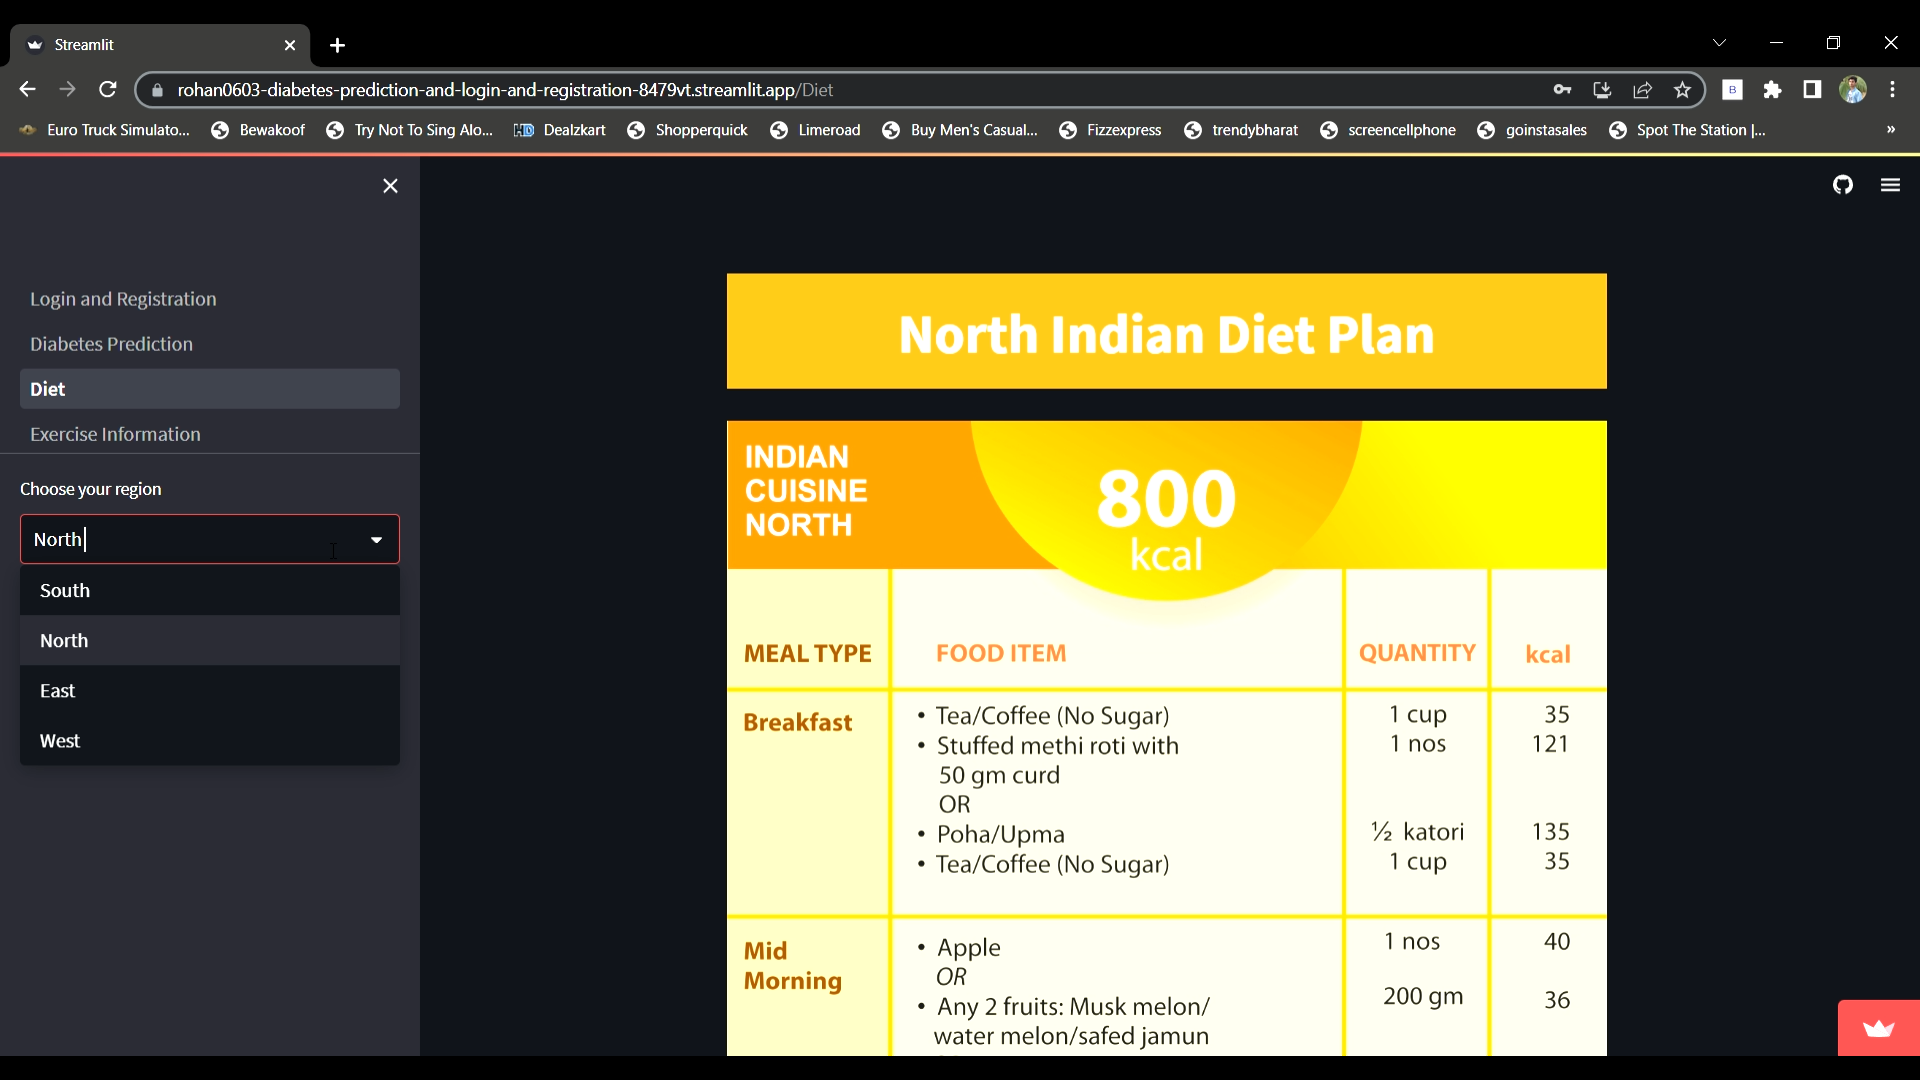 Streamlit
rohan0603-diabetes-prediction-and-login-and-registration-8479vt.streamlit.app/Diet
B
Euro Truck Simulato... Bewakoof Try Not To Sing Alo... HD Dealzkart Shopperquick Limeroad Buy Men's Casual... Fizzexpress trendybharat screencellphone goinstasales Spot The Station |... »
Login and Registration
Diabetes Prediction
Diet
Exercise Information
Choose your region
North
South
North
East
West
North Indian Diet Plan
INDIAN
CUISINE
NORTH
800
kcal
MEAL TYPE FOOD ITEM QUANTITY kcal
Breakfast • Tea/Coffee (No Sugar) 1 cup 35
• Stuffed methi roti with 1 nos 121
50 gm curd
OR
• Poha/Upma ½ katori 135
• Tea/Coffee (No Sugar) 1 cup 35
Mid • Apple 1 nos 40
Morning OR
• Any 2 fruits: Musk melon/ 200 gm 36
water melon/safed jamun